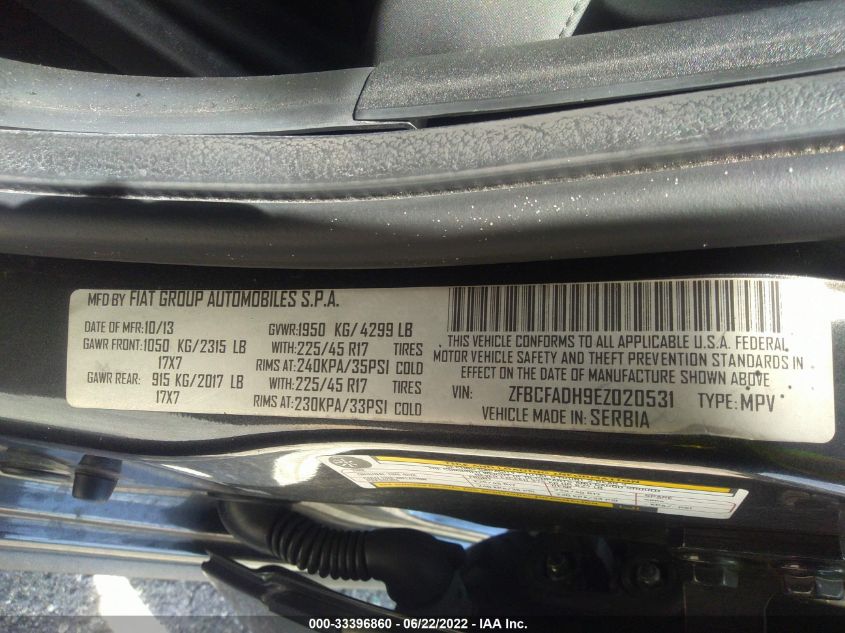 MFD BY FIAT GROUP AUTOMOBILES S.P.A.
DATE OF MFR: 10/13 GVWR: 1950 KG/4299 LB
GAWR FRONT: 1050 KG/2315 LB WITH: 225/45 R17 TIRES
17X7 RIMS AT: 240KPA/35PSI COLD
GAWR REAR: 915 KG/2017 LB WITH: 225/45 R17 TIRES
17X7 RIMS AT: 230KPA/33PSI COLD
THIS VEHICLE CONFORMS TO ALL APPLICABLE U.S.A. FEDERAL
MOTOR VEHICLE SAFETY AND THEFT PREVENTION STANDARDS IN
EFFECT ON THE DATE OF MANUFACTURE SHOWN ABOVE.
VIN: ZFBCFADH9EZ020531 TYPE: MPV
VEHICLE MADE IN SERBIA
000-33396860 - 06/22/2022 - IAA Inc.